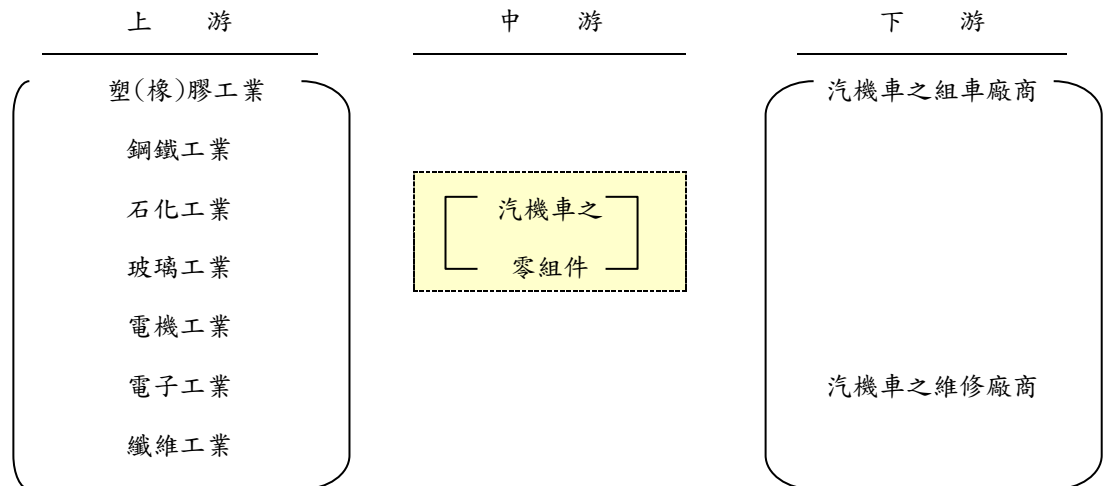 上 游
中 游
下 游
塑(橡)膠工業
鋼鐵工業
石化工業
玻璃工業
電機工業
電子工業
纖維工業
汽機車之
零組件
汽機車之組車廠商
汽機車之維修廠商